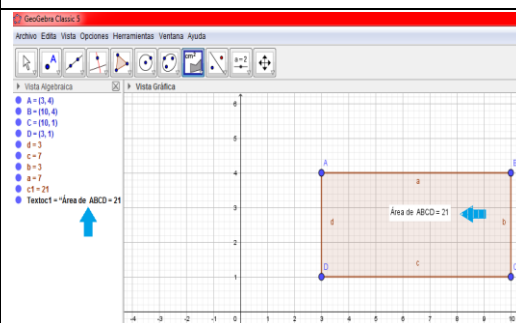 GeoGebra Classic 5
Archivo Edita Vista Opciones Herramientas Ventana Ayuda
A
cm²
a=2
Vista Algebraica
Vista Gráfica
A = (3, 4)
B = (10, 4)
C = (10, 1)
D = (3, 1)
d = 3
c = 7
b = 3
a = 7
c1 = 21
Textoc1 = "Área de ABCD = 21
6
5
4
3
2
1
0
-4 -3 -2 -1 0 1 2 3 4 5 6 7 8 9 10
A
B
a
Área de ABCD = 21
d
b
c
D
C